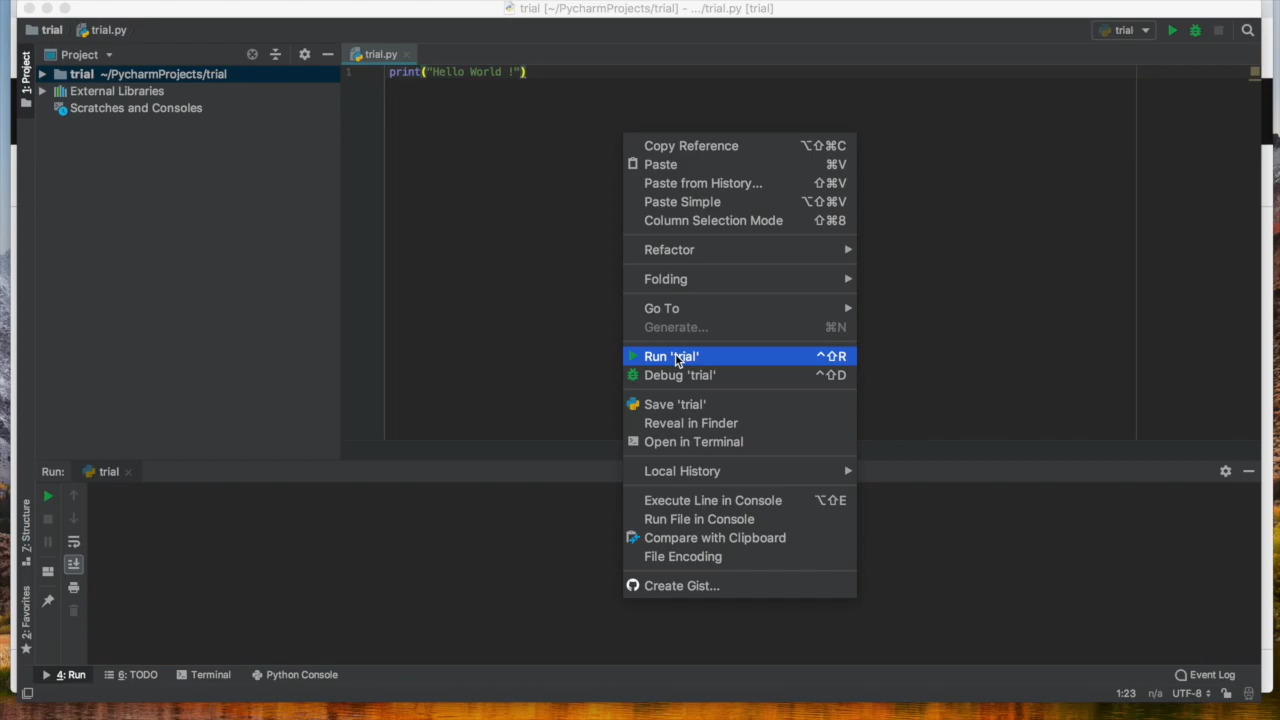 trial [~/PycharmProjects/trial] - .../trial.py [trial]
trial trial.py trial
Project trial.py
1: Project
trial ~/PycharmProjects/trial
External Libraries
Scratches and Consoles
1 print("Hello World !")
Copy Reference ⌥⇧⌘C
Paste ⌘V
Paste from History... ⇧⌘V
Paste Simple ⌥⇧⌘V
Column Selection Mode ⇧⌘8
Refactor
Folding
Go To
Generate... ⌘N
Run 'trial' ^⇧R
Debug 'trial' ^⇧D
Save 'trial'
Reveal in Finder
Open in Terminal
Local History
Execute Line in Console ⌥⇧E
Run File in Console
Compare with Clipboard
File Encoding
Create Gist...
Run: trial
Z: Structure
2: Favorites
4: Run 6: TODO Terminal Python Console Event Log
1:23 n/a UTF-8